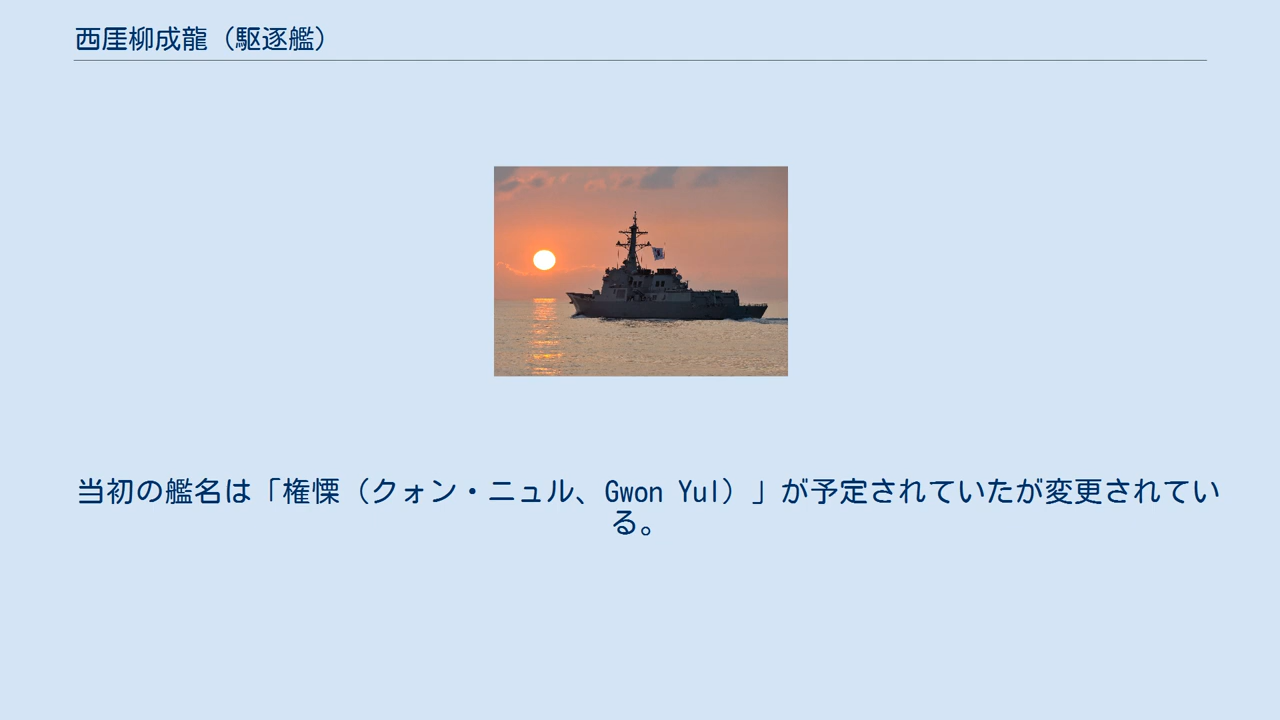 西厓柳成龍（駆逐艦）
当初の艦名は「権慄（クォン・ニュル、Gwon Yul）」が予定されていたが変更されてい
る。